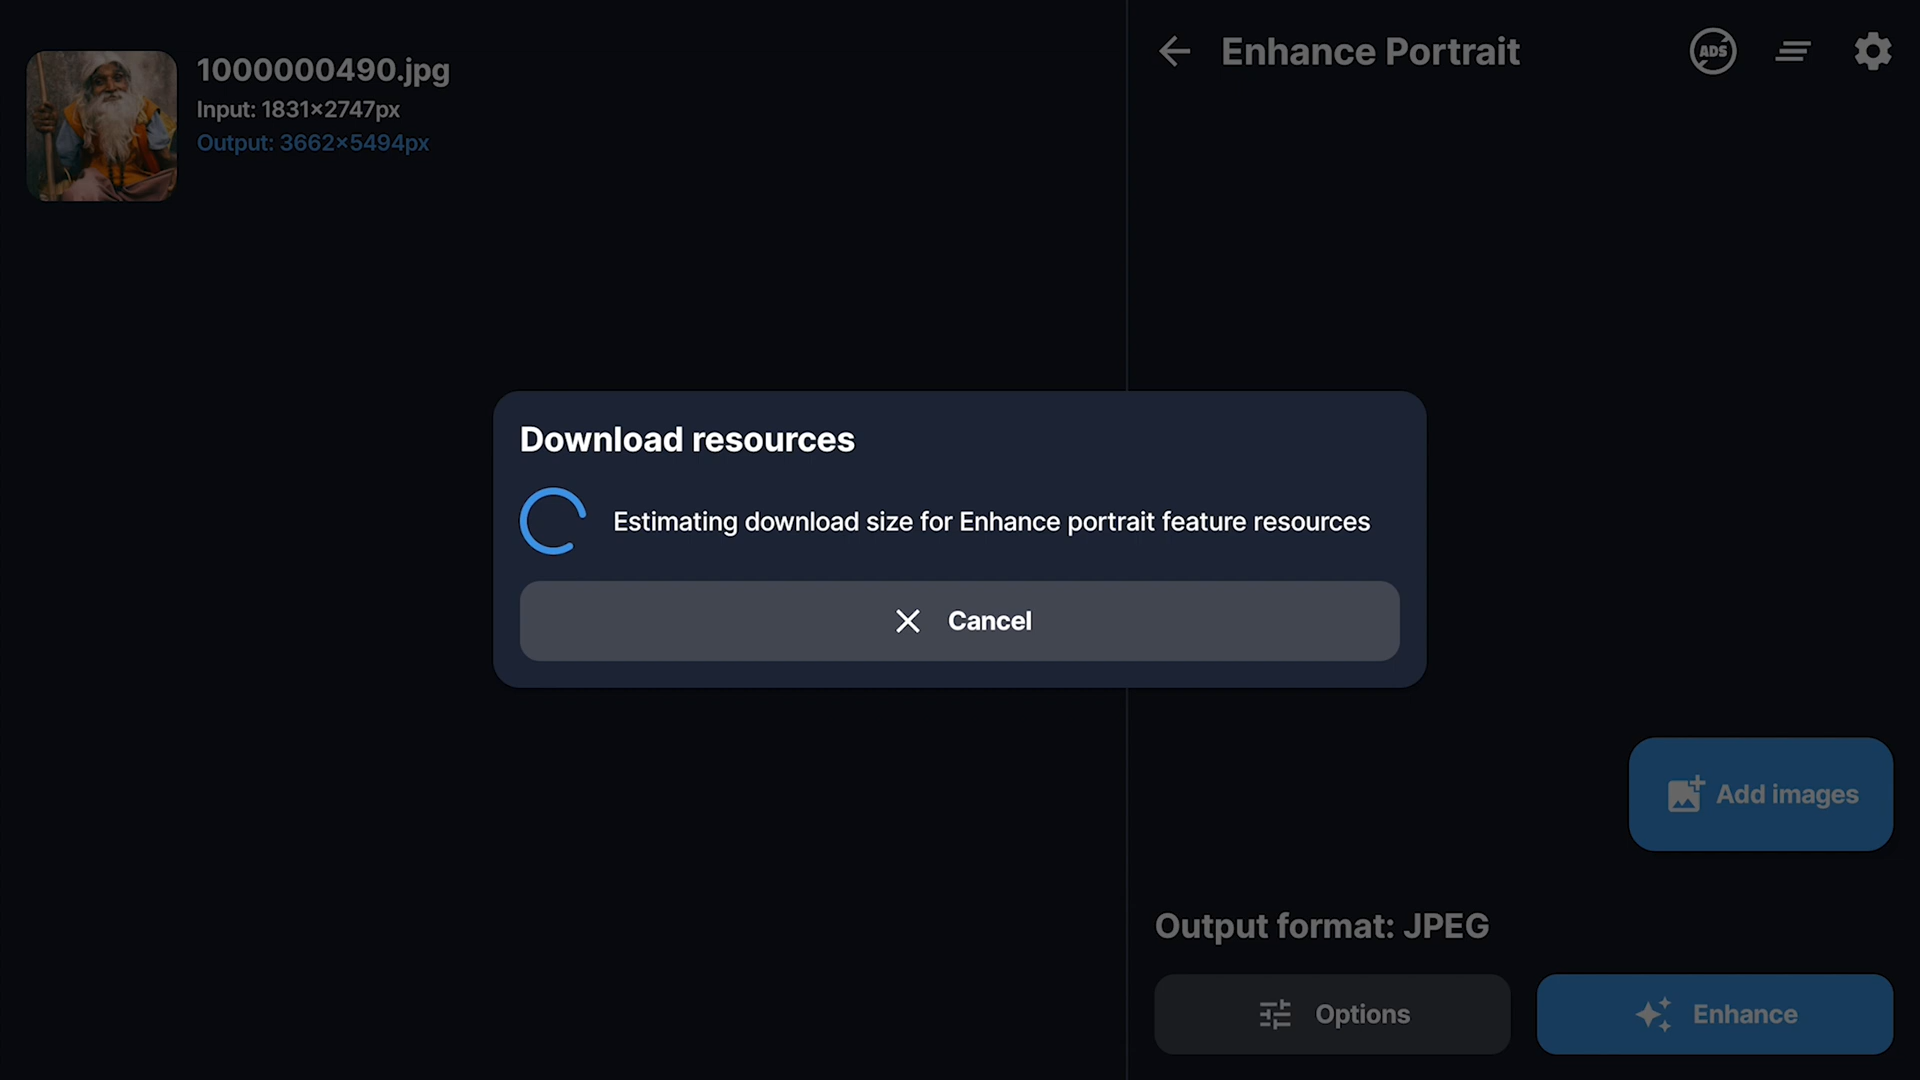 1000000490.jpg
Input: 1831×2747px
Output: 3662×5494px
Enhance Portrait
ADS
Download resources
Estimating download size for Enhance portrait feature resources
Cancel
Add images
Output format: JPEG
Options
Enhance